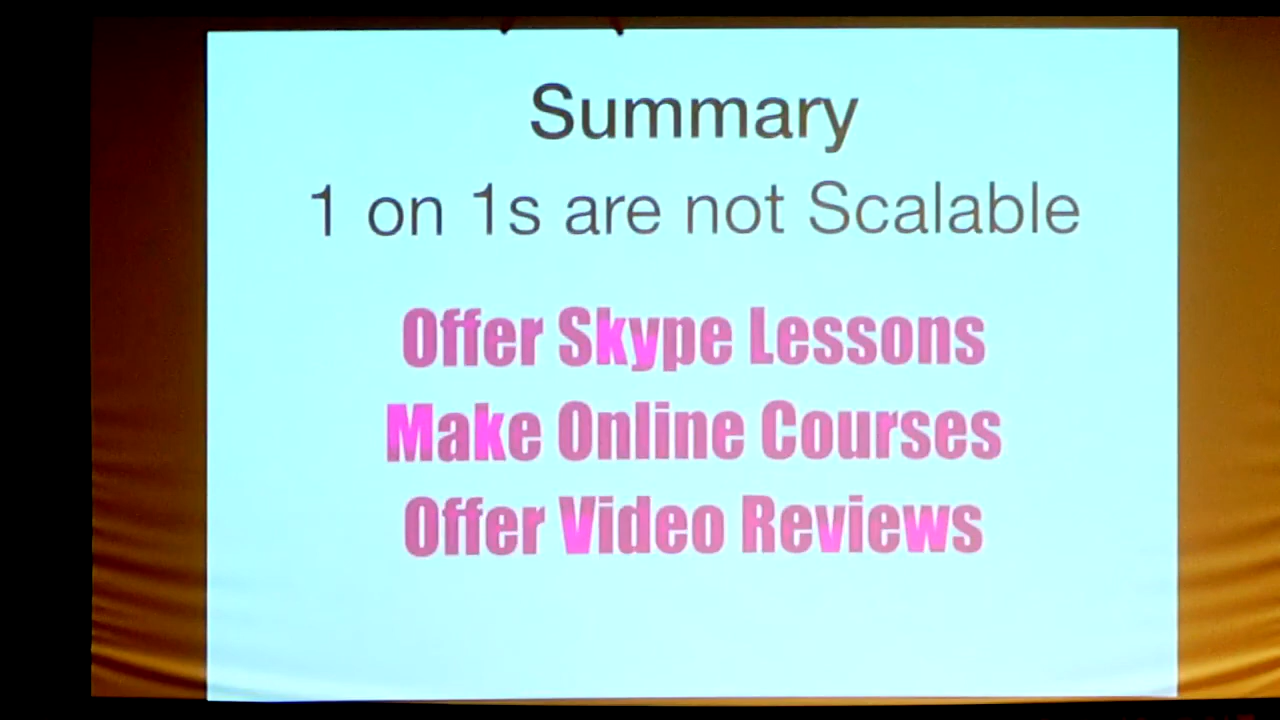 Summary
1 on 1s are not Scalable
Offer Skype Lessons
Make Online Courses
Offer Video Reviews